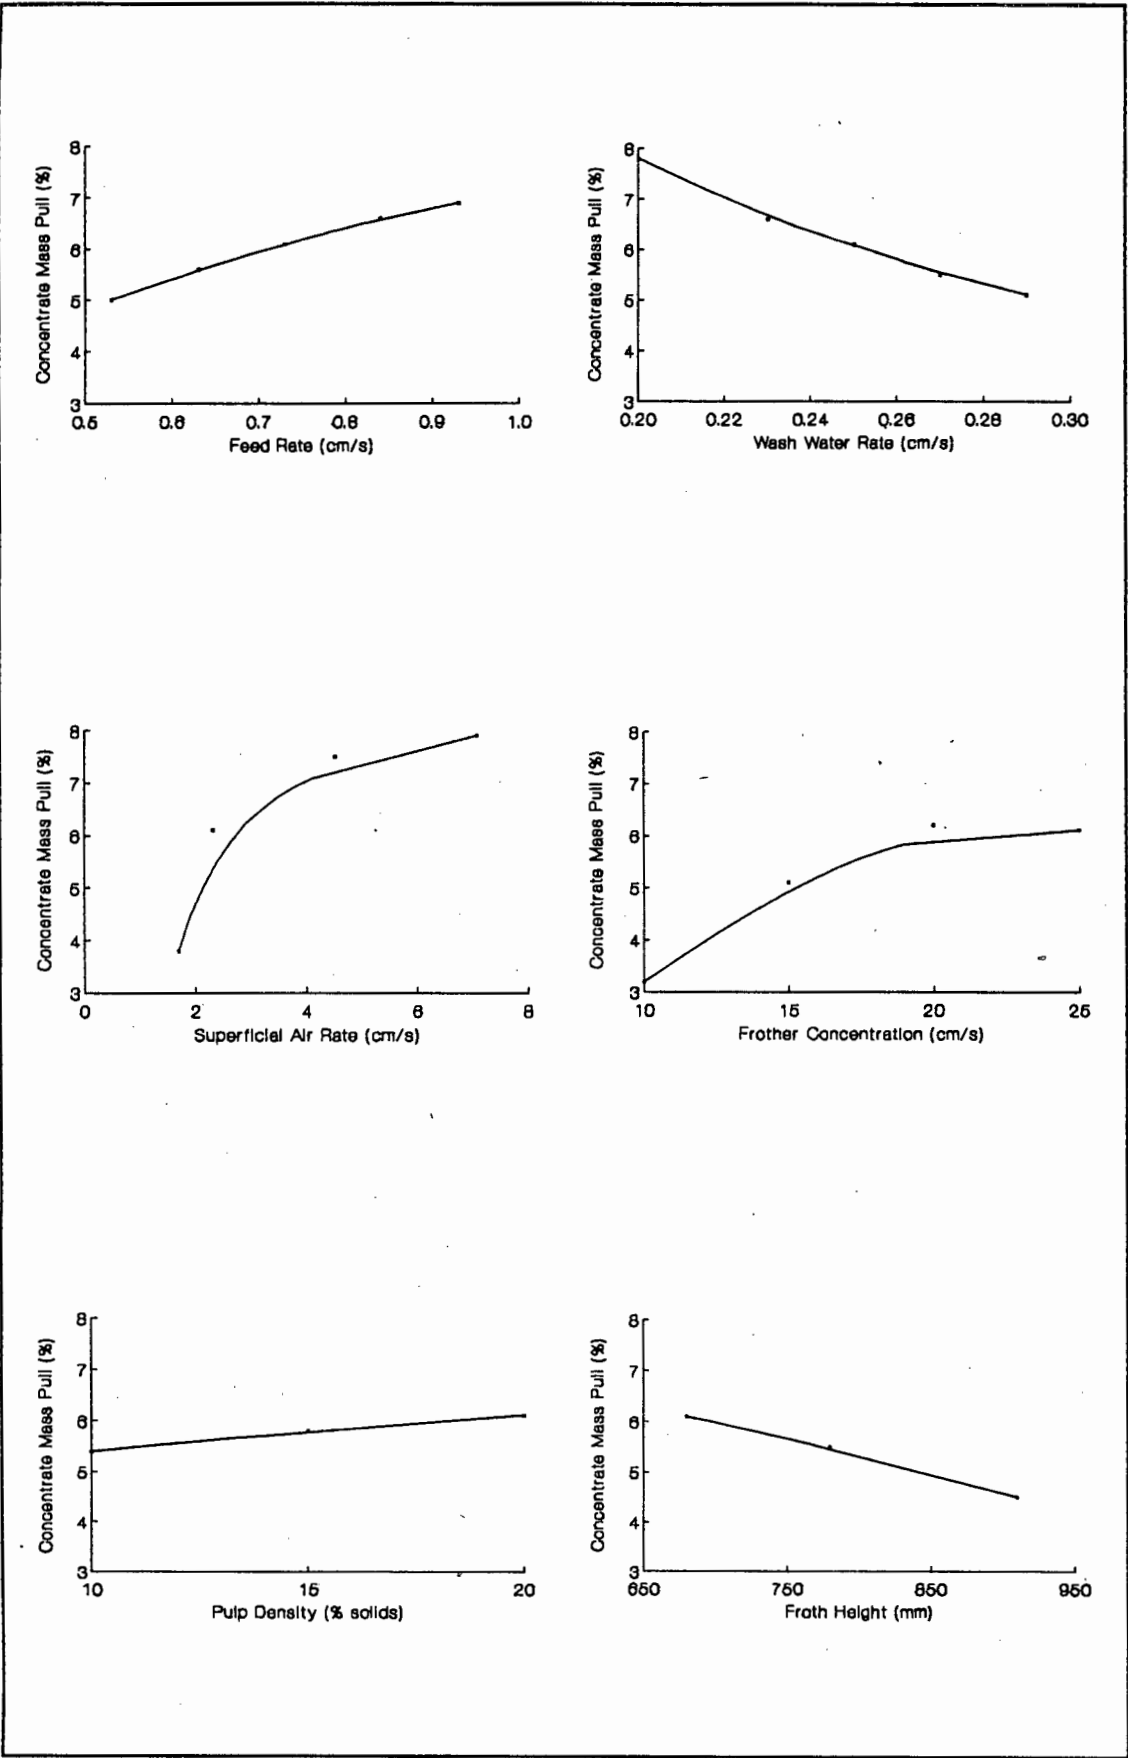 Concentrate Mass Pull (%)
8
7
6
5
4
3
0.5 0.6 0.7 0.8 0.9 1.0
Feed Rate (cm/s)
Concentrate Mass Pull (%)
8
7
6
5
4
3
0.20 0.22 0.24 0.26 0.28 0.30
Wash Water Rate (cm/s)
Concentrate Mass Pull (%)
8
7
6
5
4
3
0 2 4 6 8
Superficial Air Rate (cm/s)
Concentrate Mass Pull (%)
8
7
6
5
4
3
10 15 20 25
Frother Concentration (cm/s)
Concentrate Mass Pull (%)
8
7
6
5
4
3
10 15 20
Pulp Density (% solids)
Concentrate Mass Pull (%)
8
7
6
5
4
3
650 750 850 950
Froth Height (mm)